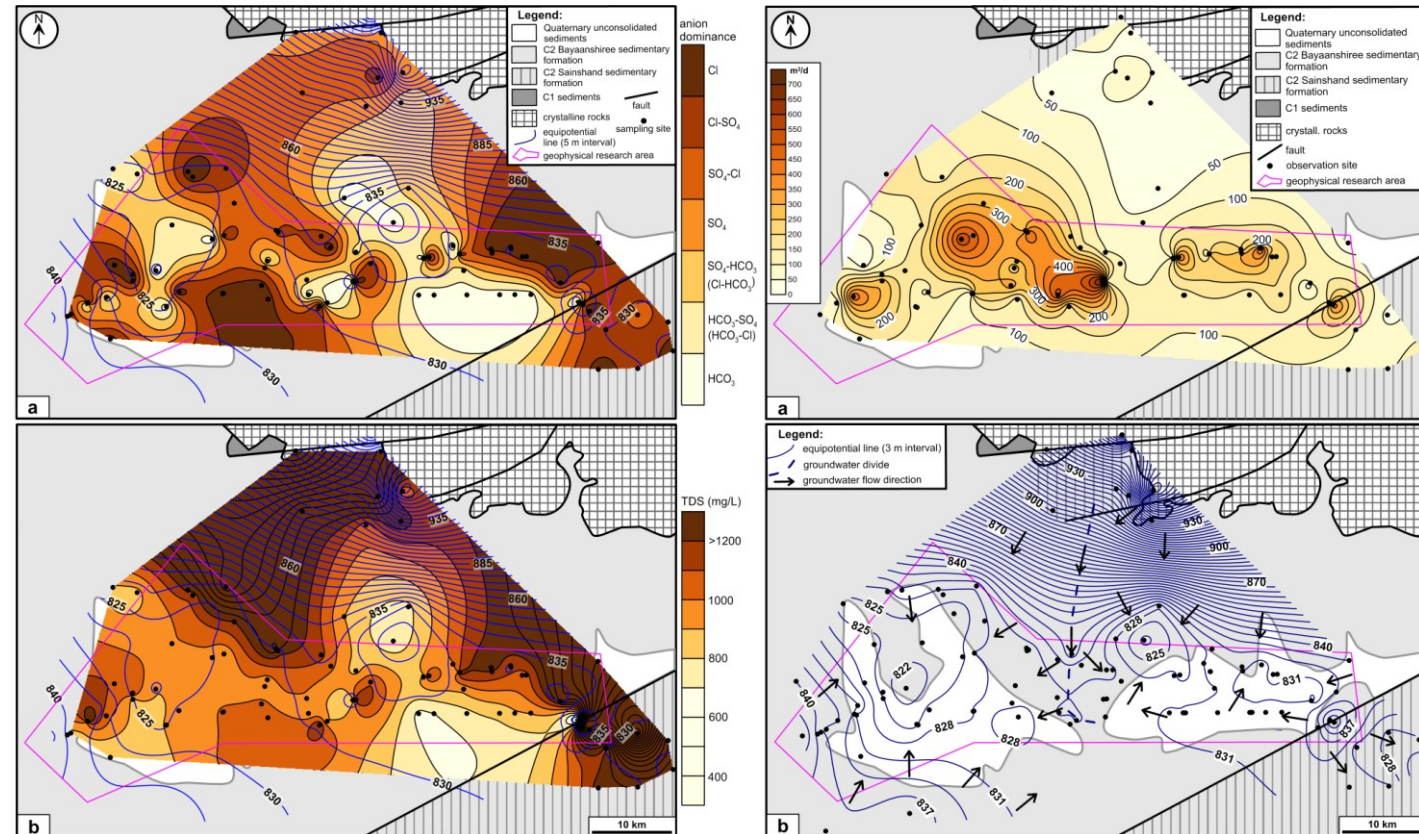 N
Legend:
Quaternary unconsolidated
sediments
C2 Bayaanshiree sedimentary
formation
C2 Sainshand sedimentary
formation
C1 sediments
fault
crystalline rocks
sampling site
equipotential
line (5 m interval)
geophysical research area
anion
dominance
Cl
Cl-SO₄
SO₄-Cl
SO₄
SO₄-HCO₃
(Cl-HCO₃)
HCO₃-SO₄
(HCO₃-Cl)
HCO₃
935
860
885
860
825
835
835
840
825
835
830
830
830
a
N
Legend:
Quaternary unconsolidated
sediments
C2 Bayaanshiree sedimentary
formation
C2 Sainshand sedimentary
formation
C1 sediments
crystall. rocks
fault
observation site
geophysical research area
m²/d
700
650
600
550
500
450
400
350
300
250
200
150
100
50
0
50
100
50
200
100
300
100
200
400
300
200
200
100
100
a
935
885
860
860
825
835
835
840
825
835
830
830
830
TDS (mg/L)
>1200
1000
800
600
400
b
10 km
Legend:
equipotential line (3 m interval)
groundwater divide
groundwater flow direction
930
900
930
870
900
840
870
825
828
840
825
822
831
840
828
837
828
828
831
831
837
b
10 km